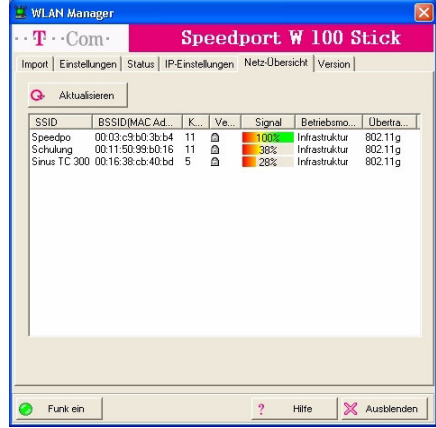 WLAN Manager
··T··Com· Speedport W 100 Stick
Import Einstellungen Status IP-Einstellungen Netz-Übersicht Version
Aktualisieren
SSID BSSID(MAC Ad... K... Ve... Signal Betriebsmo... Übertra...
Speedpo 00:03:c9:b0:3b:b4 11 100% Infrastruktur 802.11g
Schulung 00:11:50:99:b0:16 11 38% Infrastruktur 802.11g
Sinus TC 300 00:16:38:cb:40:bd 5 28% Infrastruktur 802.11g
Funk ein ? Hilfe Ausblenden